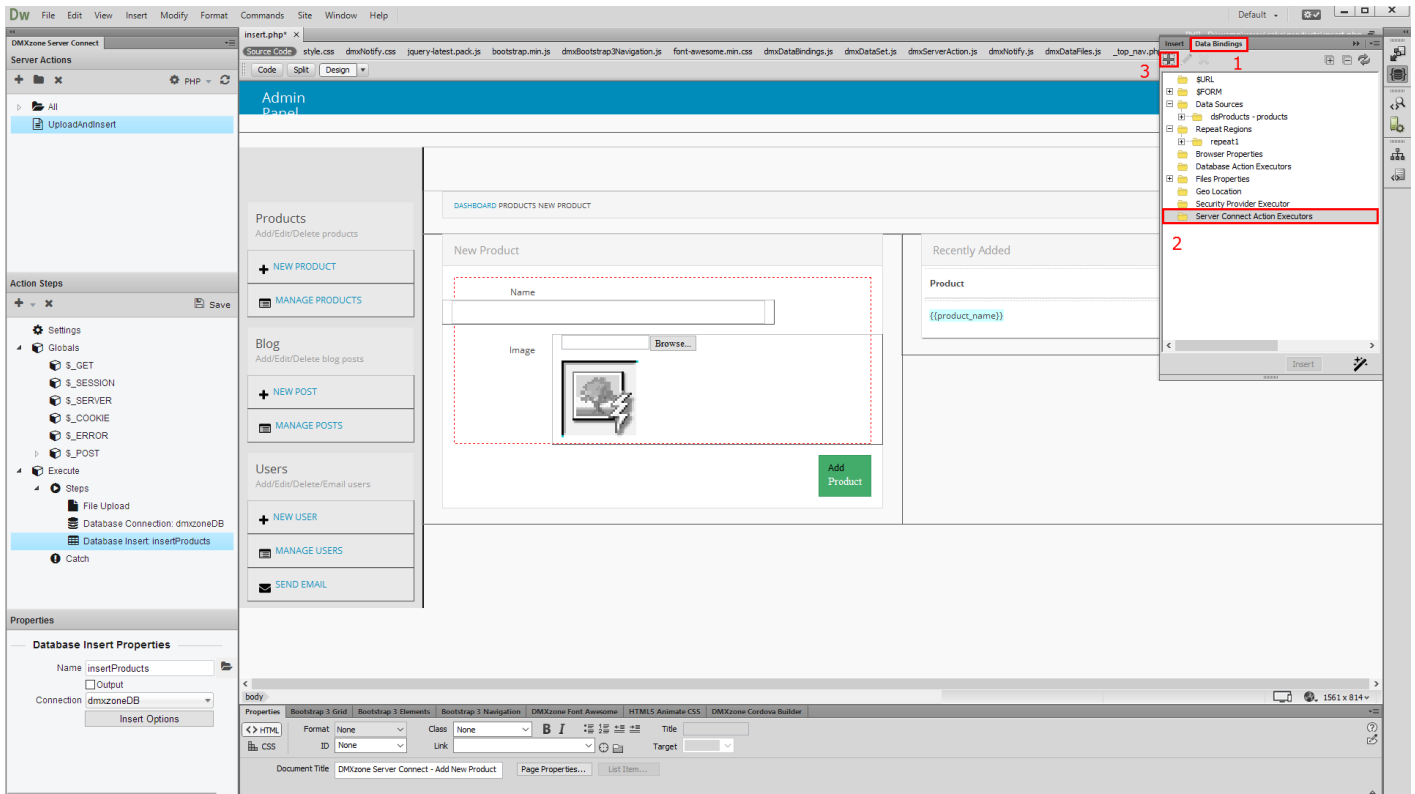 Dw File Edit View Insert Modify Format Commands Site Window Help Default
DMXzone Server Connect
Server Actions
PHP
All
UploadAndInsert
Action Steps
Save
Settings
Globals
$_GET
$_SESSION
$_SERVER
$_COOKIE
$_ERROR
$_POST
Execute
Steps
File Upload
Database Connection: dmxzoneDB
Database Insert: insertProducts
Catch
Properties
Database Insert Properties
Name insertProducts
Output
Connection dmxzoneDB
Insert Options
insert.php* ×
Source Code style.css dmxNotify.css jquery-latest.pack.js bootstrap.min.js dmxBootstrap3Navigation.js font-awesome.min.css dmxDataBindings.js dmxDataSet.js dmxServerAction.js dmxNotify.js dmxDataFiles.js _top_nav.ph
Code Split Design
Admin
Panel
Products
Add/Edit/Delete products
NEW PRODUCT
MANAGE PRODUCTS
Blog
Add/Edit/Delete blog posts
NEW POST
MANAGE POSTS
Users
Add/Edit/Delete/Email users
NEW USER
MANAGE USERS
SEND EMAIL
DASHBOARD PRODUCTS NEW PRODUCT
New Product
Name
Image Browse...
Add
Product
Recently Added
Product
{{product_name}}
Insert Data Bindings
3 1
$URL
$FORM
Data Sources
dsProducts - products
Repeat Regions
repeat1
Browser Properties
Database Action Executors
Files Properties
Geo Location
Security Provider Executor
Server Connect Action Executors
2
Insert
body 1561 x 814
Properties Bootstrap 3 Grid Bootstrap 3 Elements Bootstrap 3 Navigation DMXzone Font Awesome HTML5 Animate CSS DMXzone Cordova Builder
<> HTML Format None Class None B I Title
CSS ID None Link Target
Document Title DMXzone Server Connect - Add New Product Page Properties... List Item...